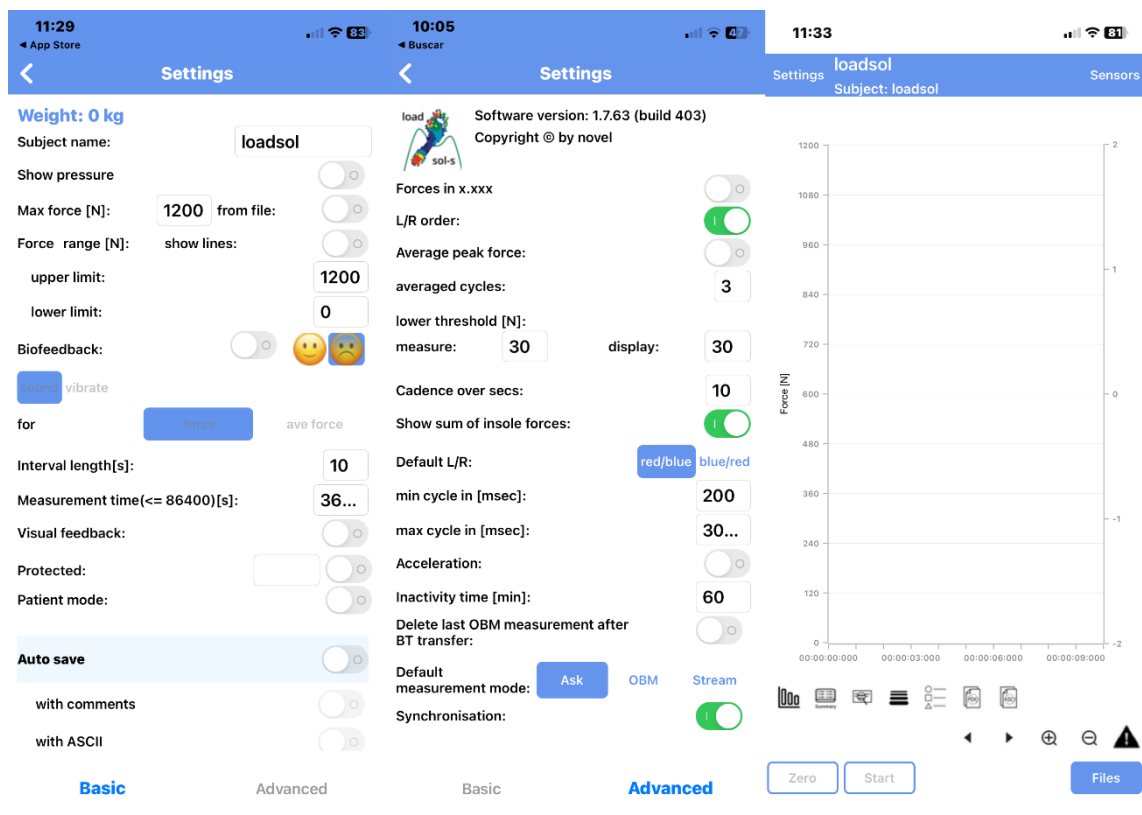 11:29
83
◀ App Store
Settings
Weight: 0 kg
Subject name:
loadsol
Show pressure
Max force [N]:
1200
from file:
Force range [N]:
show lines:
upper limit:
1200
lower limit:
0
Biofeedback:
sound
vibrate
for
force
ave force
Interval length[s]:
10
Measurement time(<= 86400)[s]:
36...
Visual feedback:
Protected:
Patient mode:
Auto save
with comments
with ASCII
Basic
Advanced
10:05
47
◀ Buscar
Settings
load
sol-s
Software version: 1.7.63 (build 403)
Copyright © by novel
Forces in x.xxx
L/R order:
Average peak force:
averaged cycles:
3
lower threshold [N]:
measure:
30
display:
30
Cadence over secs:
10
Show sum of insole forces:
Default L/R:
red/blue
blue/red
min cycle in [msec]:
200
max cycle in [msec]:
30...
Acceleration:
Inactivity time [min]:
60
Delete last OBM measurement after
BT transfer:
Default
measurement mode:
Ask
OBM
Stream
Synchronisation:
Basic
Advanced
11:33
81
Settings
loadsol
Subject: loadsol
Sensors
1200
1080
960
840
720
600
480
360
240
120
0
Force [N]
2
1
0
-1
-2
00:00:00:000
00:00:03:000
00:00:06:000
00:00:09:000
Summary
Zero
Start
Files